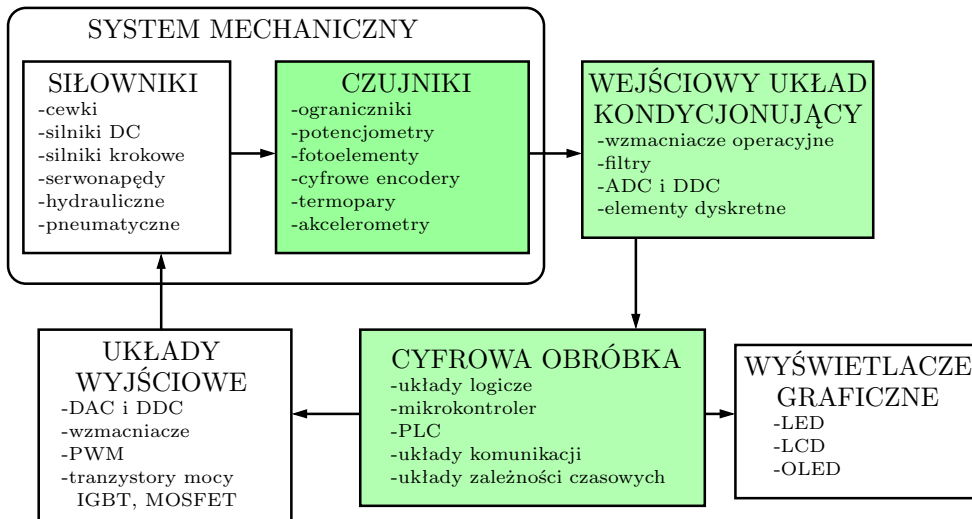 SYSTEM MECHANICZNY
SIŁOWNIKI
-cewki
-silniki DC
-silniki krokowe
-serwonapędy
-hydrauliczne
-pneumatyczne
CZUJNIKI
-ograniczniki
-potencjometry
-fotoelementy
-cyfrowe encodery
-termopary
-akcelerometry
WEJŚCIOWY UKŁAD
KONDYCJONUJĄCY
-wzmacniacze operacyjne
-filtry
-ADC i DDC
-elementy dyskretne
UKŁADY
WYJŚCIOWE
-DAC i DDC
-wzmacniacze
-PWM
-tranzystory mocy
IGBT, MOSFET
CYFROWA OBRÓBKA
-układy logicze
-mikrokontroler
-PLC
-układy komunikacji
-układy zależności czasowych
WYŚWIETLACZE
GRAFICZNE
-LED
-LCD
-OLED